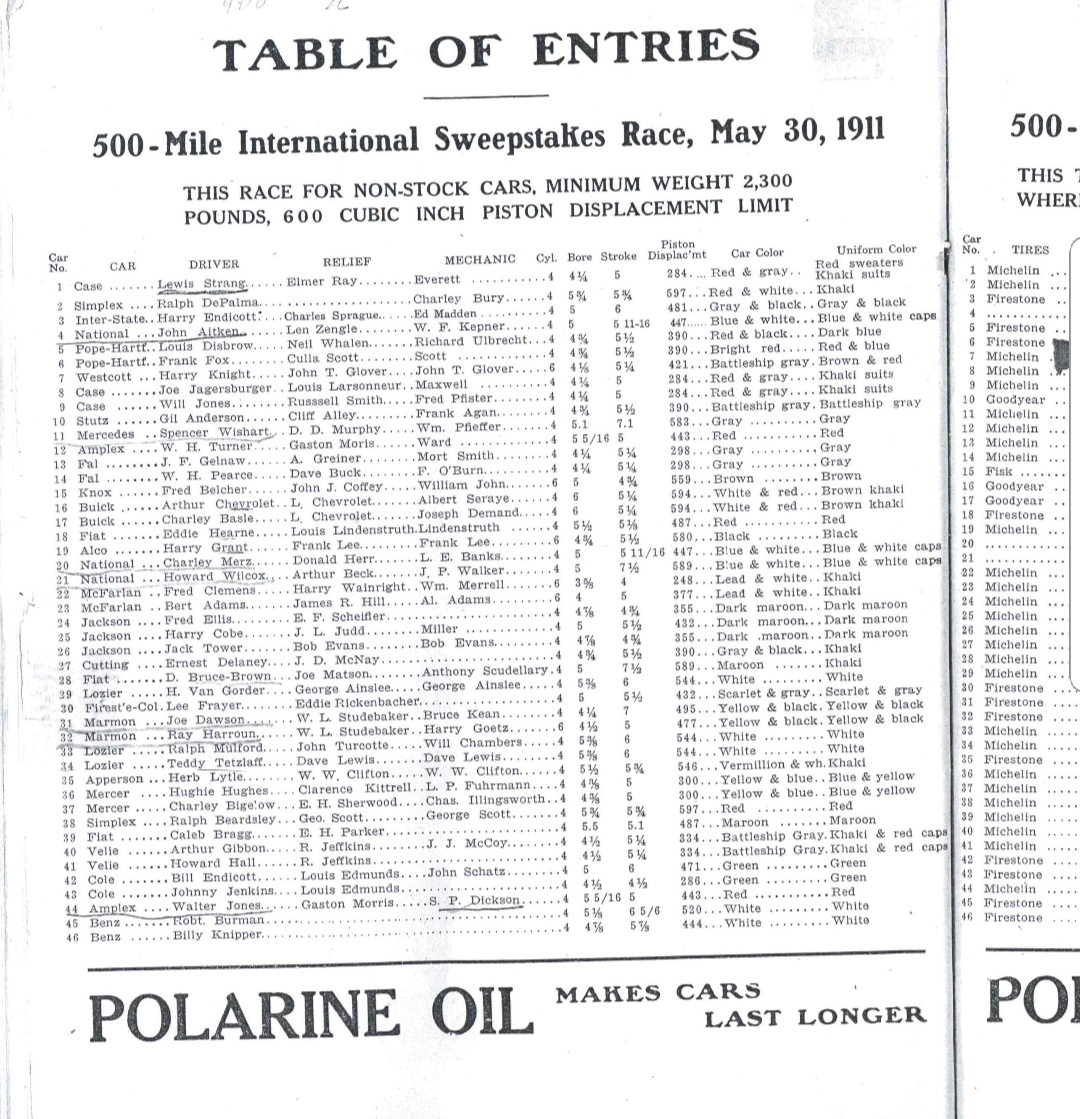 TABLE OF ENTRIES
500-Mile International Sweepstakes Race, May 30, 1911
THIS RACE FOR NON-STOCK CARS, MINIMUM WEIGHT 2,300
POUNDS, 600 CUBIC INCH PISTON DISPLACEMENT LIMIT
Car No. CAR DRIVER RELIEF MECHANIC Cyl. Bore Stroke Piston Displac'mt Car Color Uniform Color
1 Case ...... Lewis Strang. Elmer Ray....... Everett ........ 4 4¼ 5 284.... Red & gray.. Red sweaters Khaki suits
2 Simplex ... Ralph DePalma............ Charley Bury.. 4 5¾ 5¾ 597... Red & white... Khaki
3 Inter-State.. Harry Endicott.. Charles Sprague.. Ed Madden ...... 4 5 6 481... Gray & black.. Gray & black
4 National ... John Aitken... Len Zengle...... W. F. Kepner.... 4 5 5 11-16 447...... Blue & white... Blue & white caps
5 Pope-Hartf.. Louis Disbrow.. Neil Whalen...... Richard Ulbrecht.. 4 4¾ 5½ 390... Red & black.... Dark blue
6 Pope-Hartf.. Frank Fox..... Culla Scott..... Scott ......... 4 4¾ 5½ 390... Bright red.... Red & blue
7 Westcott ... Harry Knight.... John T. Glover... John T. Glover.. 6 4⅛ 5¼ 421... Battleship gray. Brown & red
8 Case ...... Joe Jagersburger.. Louis Larsonneur.. Maxwell ....... 4 4¼ 5 284... Red & gray.... Khaki suits
9 Case ...... Will Jones...... Russsell Smith.... Fred Pfister..... 4 4¼ 5 284... Red & gray.... Khaki suits
10 Stutz ..... Gil Anderson.... Cliff Alley...... Frank Agan..... 4 4¾ 5½ 390... Battleship gray. Battleship gray
11 Mercedes .. Spencer Wishart.. D. D. Murphy.... Wm. Pfieffer..... 4 5.1 7.1 583... Gray .......... Gray
12 Amplex .... W. H. Turner.... Gaston Moris..... Ward ........... 4 5 5/16 5 443... Red .......... Red
13 Fal ........ J. F. Gelnaw..... A. Greiner....... Mort Smith...... 4 4¼ 5¼ 298... Gray .......... Gray
14 Fal ........ W. H. Pearce.... Dave Buck....... F. O'Burn....... 4 4¼ 5¼ 298... Gray .......... Gray
15 Knox ...... Fred Belcher..... John J. Coffey.... William John.... 6 5 4¾ 559... Brown ......... Brown
16 Buick ..... Arthur Chevrolet.. L. Chevrolet..... Albert Seraye.... 4 6 5¼ 594... White & red... Brown khaki
17 Buick ..... Charley Basle.... L. Chevrolet..... Joseph Demand.... 4 6 5¼ 594... White & red... Brown khaki
18 Fiat ...... Eddie Hearne.... Louis Lindenstruth. Lindenstruth .... 4 5½ 5⅛ 487... Red .......... Red
19 Alco ...... Harry Grant..... Frank Lee........ Frank Lee........ 6 4¾ 5½ 580... Black ......... Black
20 National ... Charley Merz.... Donald Herr..... L. E. Banks..... 4 5 5 11/16 447... Blue & white... Blue & white caps
21 National ... Howard Wilcox... Arthur Beck...... J. P. Walker..... 4 5 7½ 589... Blue & white... Blue & white caps
22 McFarlan .. Fred Clemens.... Harry Wainright.. Wm. Merrell..... 6 3⅝ 4 248... Lead & white... Khaki
23 McFarlan .. Bert Adams..... James R. Hill.... Al. Adams....... 6 4 5 377... Lead & white... Khaki
24 Jackson .... Fred Ellis....... E. F. Scheifler............ 4 4⅞ 4¾ 355... Dark maroon... Dark maroon
25 Jackson .... Harry Cobe..... J. L. Judd...... Miller .......... 4 5 5½ 432... Dark maroon... Dark maroon
26 Jackson .... Jack Tower...... Bob Evans....... Bob Evans....... 4 4⅞ 4¾ 355... Dark maroon... Dark maroon
27 Cutting .... Ernest Delaney... J. D. McNay............ 4 4¾ 5½ 390... Gray & black... Khaki
28 Fiat ....... D. Bruce-Brown.. Joe Matson....... Anthony Scudellary. 4 5 7½ 589... Maroon ....... Khaki
29 Lozier ..... H. Van Gorder... George Ainslee.... George Ainslee.... 4 5⅜ 6 544... White ......... White
30 Firest'e-Col. Lee Frayer..... Eddie Rickenbacher........... 4 5 5½ 432... Scarlet & gray.. Scarlet & gray
31 Marmon ... Joe Dawson..... W. L. Studebaker.. Bruce Kean...... 4 4¼ 7 495... Yellow & black. Yellow & black
32 Marmon ... Ray Harroun.... W. L. Studebaker.. Harry Goetz..... 6 4½ 5 477... Yellow & black. Yellow & black
33 Lozier ..... Ralph Mulford.... John Turcotte.... Will Chambers.... 4 5⅜ 6 544... White ......... White
34 Lozier ..... Teddy Tetzlaff.... Dave Lewis....... Dave Lewis....... 4 5⅜ 6 544... White ......... White
35 Apperson ... Herb Lytle...... W. W. Clifton.... W. W. Clifton.... 4 5½ 5¾ 546... Vermillion & wh. Khaki
36 Mercer .... Hughie Hughes... Clarence Kittrell.. L. P. Fuhrmann... 4 4⅜ 5 300... Yellow & blue.. Blue & yellow
37 Mercer .... Charley Bigelow.. E. H. Sherwood... Chas. Illingsworth.. 4 4⅜ 5 300... Yellow & blue.. Blue & yellow
38 Simplex ... Ralph Beardsley.. Geo. Scott....... George Scott..... 4 5¾ 5¾ 597... Red .......... Red
39 Fiat ....... Caleb Bragg..... E. H. Parker.......... 4 5.5 5.1 487... Maroon ....... Maroon
40 Velie ...... Arthur Gibbon... R. Jeffkins....... J. J. McCoy...... 4 4½ 5¼ 334... Battleship Gray. Khaki & red caps
41 Velie ...... Howard Hall..... R. Jeffkins............ 4 4½ 5¼ 334... Battleship Gray. Khaki & red caps
42 Cole ....... Bill Endicott..... Louis Edmunds.... John Schatz..... 4 5 6 471... Green ........ Green
43 Cole ....... Johnny Jenkins... Louis Edmunds........... 4 4½ 4½ 286... Green ........ Green
44 Amplex .... Walter Jones.... Gaston Morris..... S. P. Dickson..... 4 5 5/16 5 443... Red .......... Red
45 Benz ...... Robt. Burman............ 4 5⅛ 6 5/6 520... White ......... White
46 Benz ...... Billy Knipper............ 4 4⅞ 5⅞ 444... White ......... White
POLARINE OIL MAKES CARS
LAST LONGER
500-
THIS
WHER
Car No. TIRES
1 Michelin ...
2 Michelin ...
3 Firestone ..
4 ............
5 Firestone ..
6 Firestone ..
7 Michelin ..
8 Michelin ...
9 Michelin ...
10 Goodyear ..
11 Michelin ...
12 Michelin ...
13 Michelin ...
14 Michelin ...
15 Fisk .......
16 Goodyear ..
17 Goodyear ..
18 Firestone ..
19 Michelin ...
20 ............
21 ............
22 Michelin ...
23 Michelin ...
24 Michelin ...
25 Michelin ...
26 Michelin ...
27 Michelin ...
28 Michelin ...
29 Michelin ...
30 Firestone ..
31 Firestone ..
32 Firestone ..
33 Michelin ...
34 Michelin ...
35 Firestone ..
36 Michelin ...
37 Michelin ...
38 Michelin ...
39 Michelin ...
40 Michelin ...
41 Michelin ...
42 Firestone ..
43 Firestone ..
44 Michelin ...
45 Firestone ..
46 Firestone ..
PO